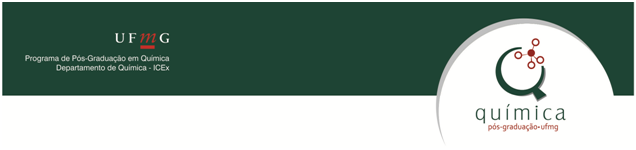 UFmG
Programa de Pós-Graduação em Química
Departamento de Química - ICEx
química
pós-graduação•ufmg